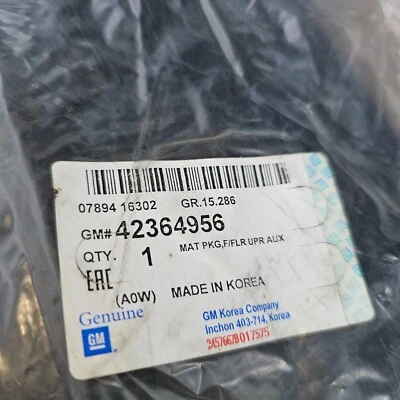 07894 16302 GR.15.286
GM# 42364956
QTY. 1 MAT PKG,F/FLR UPR AUX
EAC (A0W) MADE IN KOREA
Genuine GM Korea Company
GM Inchon 403-714, Korea
2457667B017575